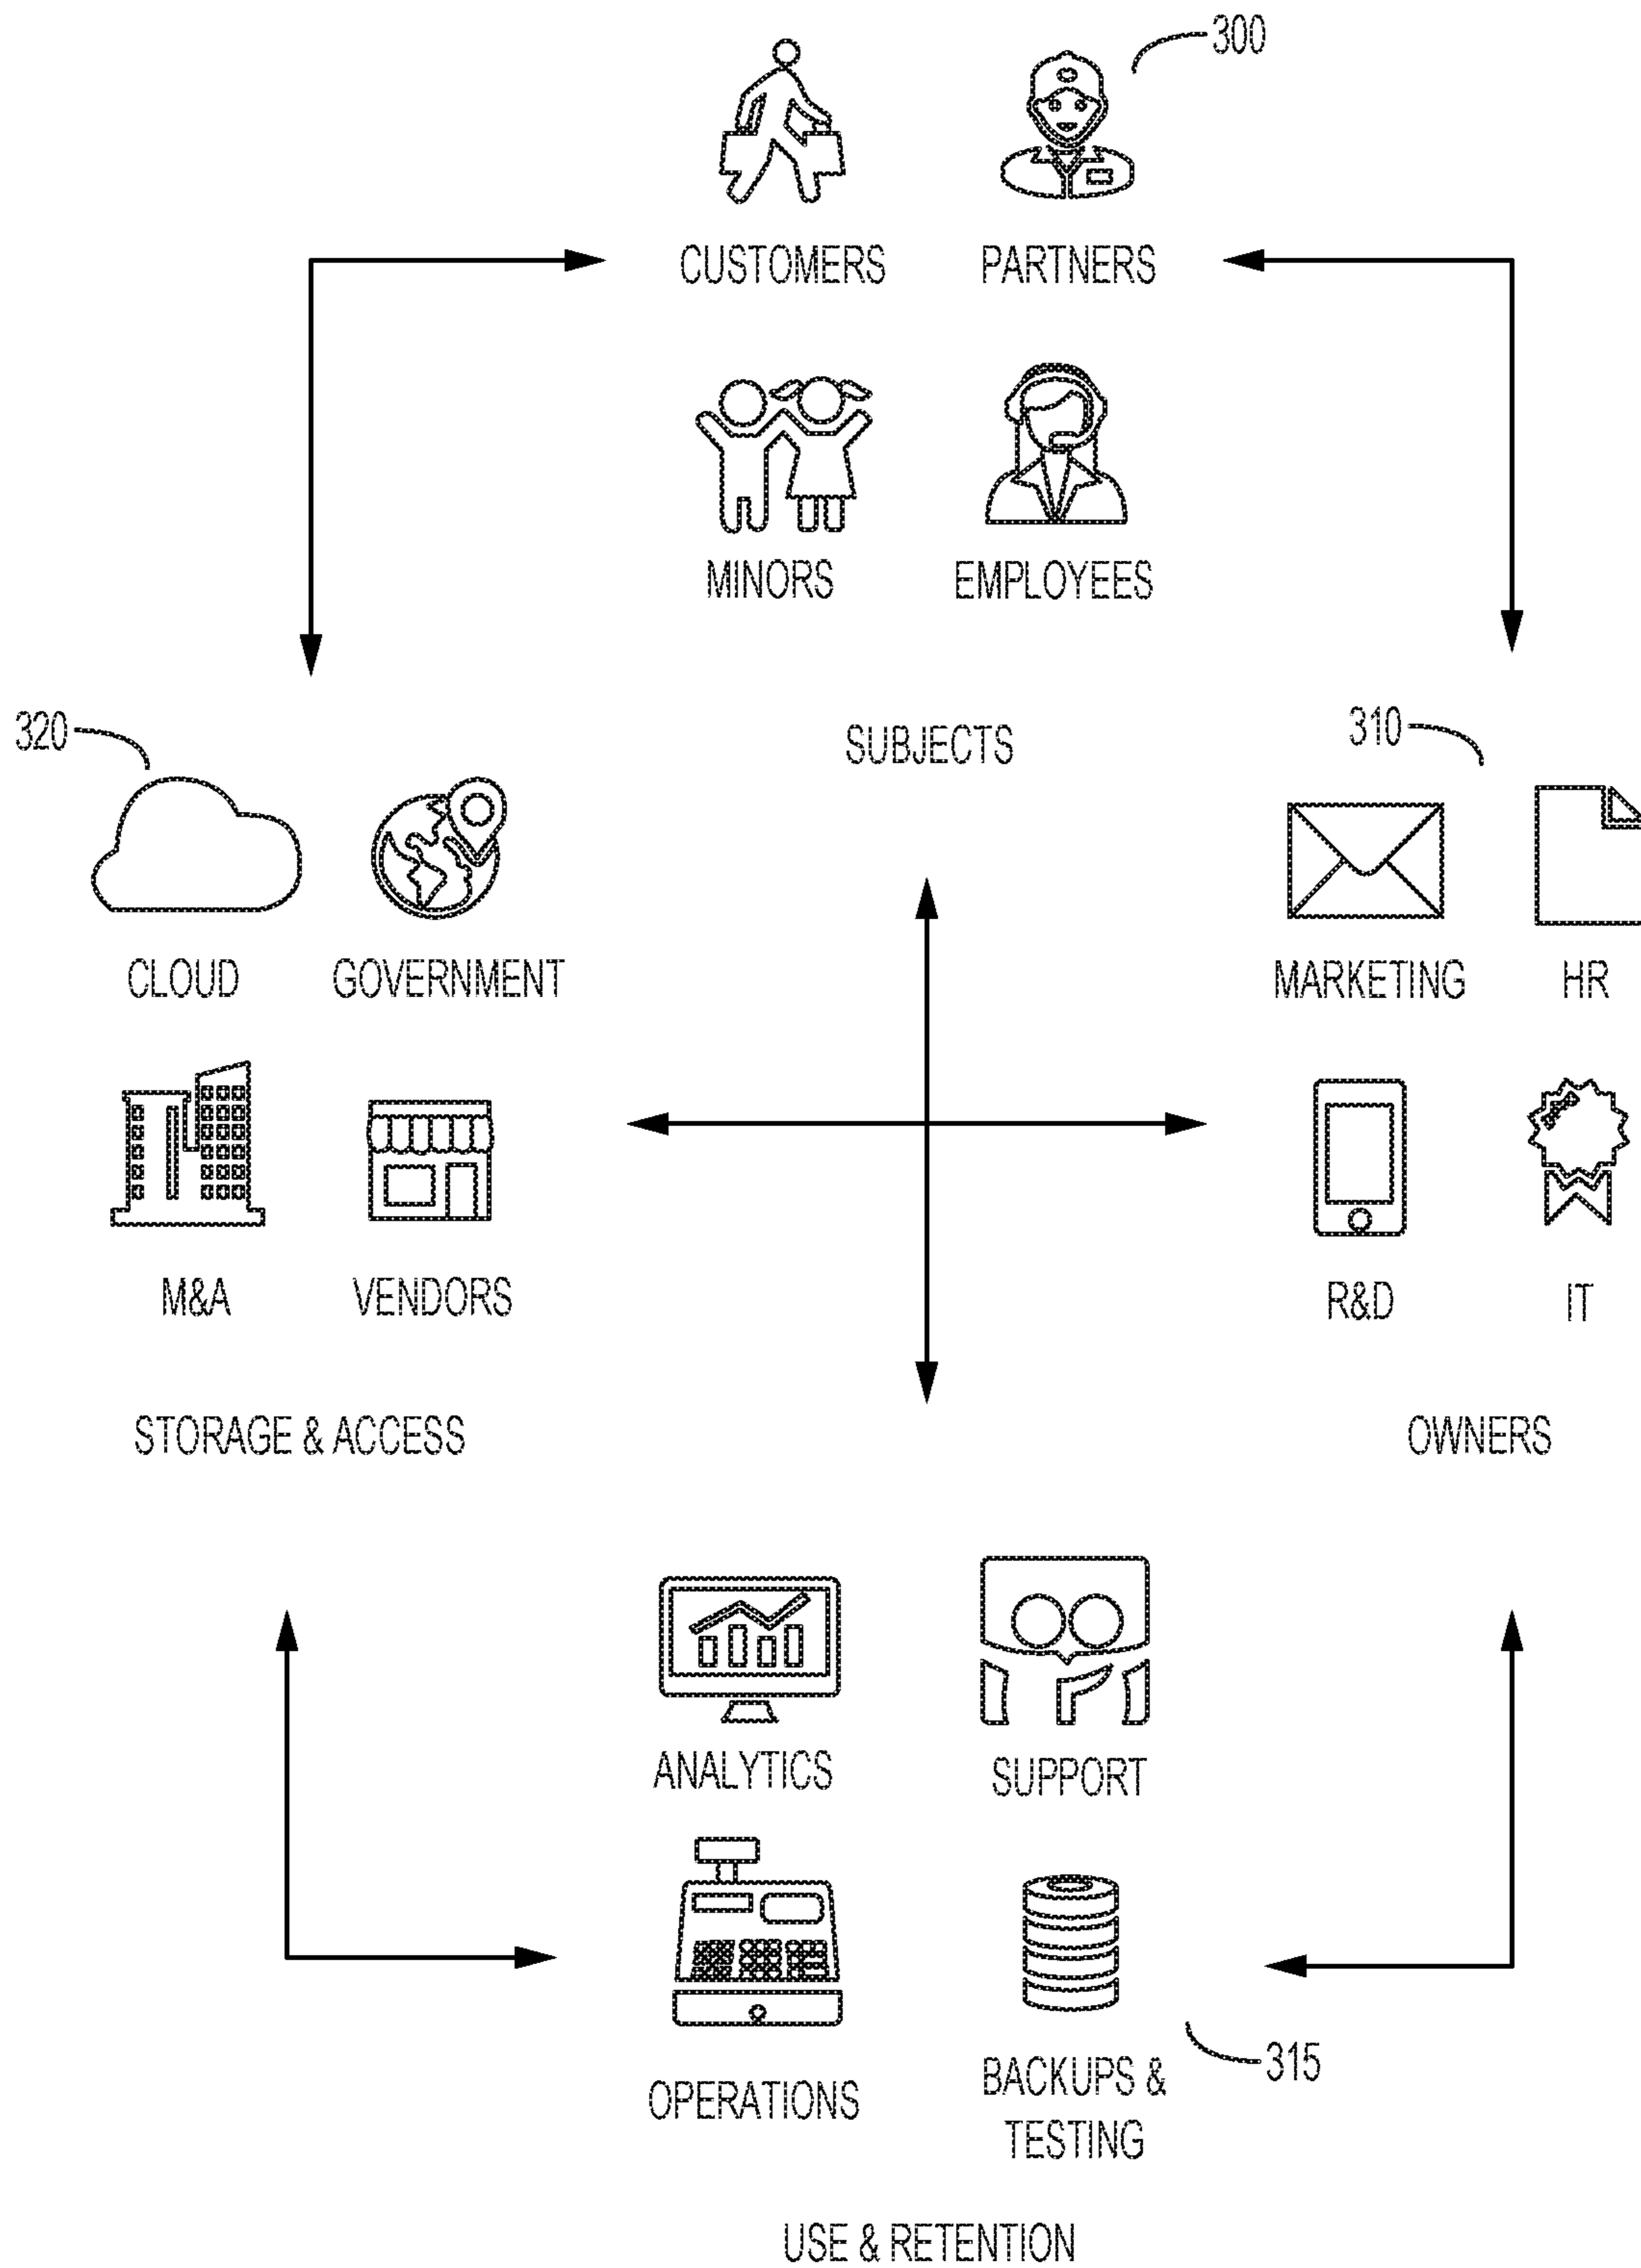 300
CUSTOMERS PARTNERS
MINORS EMPLOYEES
SUBJECTS
320
CLOUD GOVERNMENT
M&A VENDORS
STORAGE & ACCESS
310
MARKETING HR
R&D IT
OWNERS
ANALYTICS SUPPORT
OPERATIONS BACKUPS &
TESTING
315
USE & RETENTION